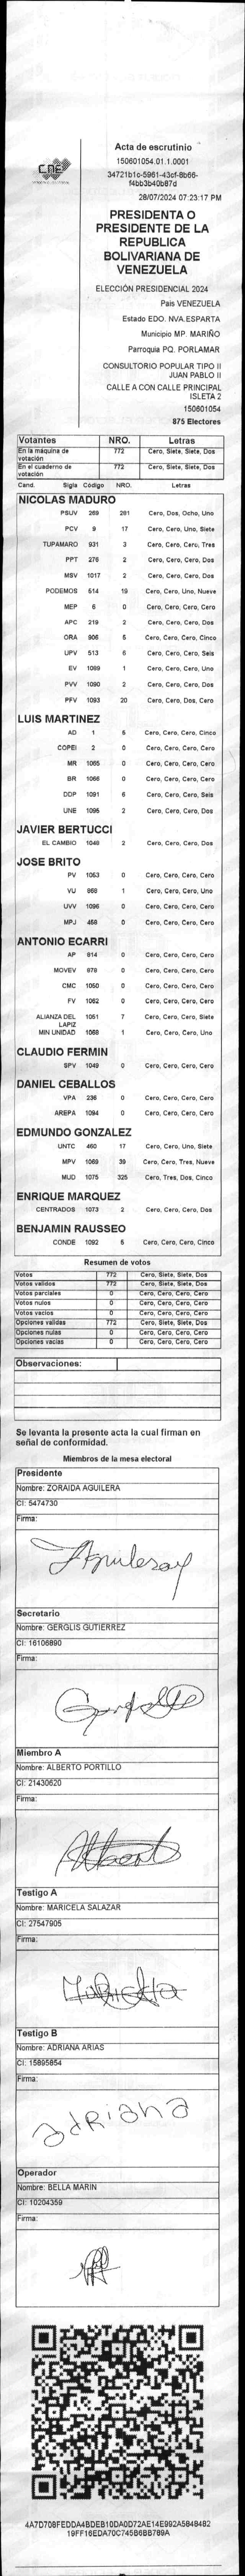 CNE
Acta de escrutinio
150601054.01.1.0001
34721b1c-5961-43cf-8b66-
f4bb3b40b87d
28/07/2024 07:23:17 PM
PRESIDENTA O
PRESIDENTE DE LA
REPUBLICA
BOLIVARIANA DE
VENEZUELA
ELECCIÓN PRESIDENCIAL 2024
Pais VENEZUELA
Estado EDO. NVA.ESPARTA
Municipio MP. MARIÑO
Parroquia PQ. PORLAMAR
CONSULTORIO POPULAR TIPO II
JUAN PABLO II
CALLE A CON CALLE PRINCIPAL
ISLETA 2
150601054
875 Electores
Votantes NRO. Letras
En la máquina de votación 772 Cero, Siete, Siete, Dos
En el cuaderno de votación 772 Cero, Siete, Siete, Dos
Cand. Sigla Código NRO. Letras
NICOLAS MADURO
PSUV 269 281 Cero, Dos, Ocho, Uno
PCV 9 17 Cero, Cero, Uno, Siete
TUPAMARO 931 3 Cero, Cero, Cero, Tres
PPT 276 2 Cero, Cero, Cero, Dos
MSV 1017 2 Cero, Cero, Cero, Dos
PODEMOS 514 19 Cero, Cero, Uno, Nueve
MEP 6 0 Cero, Cero, Cero, Cero
APC 219 2 Cero, Cero, Cero, Dos
ORA 906 5 Cero, Cero, Cero, Cinco
UPV 513 6 Cero, Cero, Cero, Seis
EV 1089 1 Cero, Cero, Cero, Uno
PVV 1090 2 Cero, Cero, Cero, Dos
PFV 1093 20 Cero, Cero, Dos, Cero
LUIS MARTINEZ
AD 1 5 Cero, Cero, Cero, Cinco
COPEI 2 0 Cero, Cero, Cero, Cero
MR 1065 0 Cero, Cero, Cero, Cero
BR 1066 0 Cero, Cero, Cero, Cero
DDP 1091 6 Cero, Cero, Cero, Seis
UNE 1095 2 Cero, Cero, Cero, Dos
JAVIER BERTUCCI
EL CAMBIO 1048 2 Cero, Cero, Cero, Dos
JOSE BRITO
PV 1053 0 Cero, Cero, Cero, Cero
VU 868 1 Cero, Cero, Cero, Uno
UVV 1096 0 Cero, Cero, Cero, Cero
MPJ 458 0 Cero, Cero, Cero, Cero
ANTONIO ECARRI
AP 814 0 Cero, Cero, Cero, Cero
MOVEV 878 0 Cero, Cero, Cero, Cero
CMC 1050 0 Cero, Cero, Cero, Cero
FV 1062 0 Cero, Cero, Cero, Cero
ALIANZA DEL LAPIZ 1051 7 Cero, Cero, Cero, Siete
MIN UNIDAD 1068 1 Cero, Cero, Cero, Uno
CLAUDIO FERMIN
SPV 1049 0 Cero, Cero, Cero, Cero
DANIEL CEBALLOS
VPA 236 0 Cero, Cero, Cero, Cero
AREPA 1094 0 Cero, Cero, Cero, Cero
EDMUNDO GONZALEZ
UNTC 460 17 Cero, Cero, Uno, Siete
MPV 1069 39 Cero, Cero, Tres, Nueve
MUD 1075 325 Cero, Tres, Dos, Cinco
ENRIQUE MARQUEZ
CENTRADOS 1073 2 Cero, Cero, Cero, Dos
BENJAMIN RAUSSEO
CONDE 1092 5 Cero, Cero, Cero, Cinco
Resumen de votos
Votos 772 Cero, Siete, Siete, Dos
Votos validos 772 Cero, Siete, Siete, Dos
Votos parciales 0 Cero, Cero, Cero, Cero
Votos nulos 0 Cero, Cero, Cero, Cero
Votos vacios 0 Cero, Cero, Cero, Cero
Opciones validas 772 Cero, Siete, Siete, Dos
Opciones nulas 0 Cero, Cero, Cero, Cero
Opciones vacias 0 Cero, Cero, Cero, Cero
Observaciones:
Se levanta la presente acta la cual firman en
señal de conformidad.
Miembros de la mesa electoral
Presidente
Nombre: ZORAIDA AGUILERA
CI: 5474730
Firma:
Aguilera
Secretario
Nombre: GERGLIS GUTIERREZ
CI: 16106890
Firma:
Miembro A
Nombre: ALBERTO PORTILLO
CI: 21430620
Firma:
Testigo A
Nombre: MARICELA SALAZAR
CI: 27547905
Firma:
Testigo B
Nombre: ADRIANA ARIAS
CI: 15895854
Firma:
adriana
Operador
Nombre: BELLA MARIN
CI: 10204359
Firma:
4A7D708FEDDA4BDEB10DA0D72AE14E992A5848482
19FF16EDA70C745B6BB789A